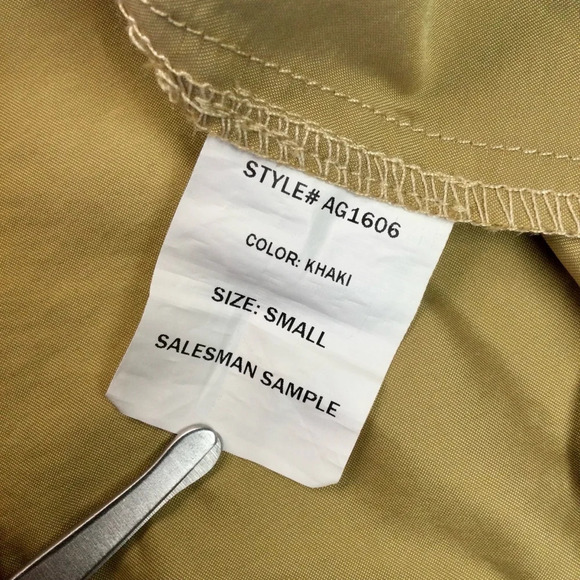 STYLE# AG1606
COLOR: KHAKI
SIZE: SMALL
SALESMAN SAMPLE